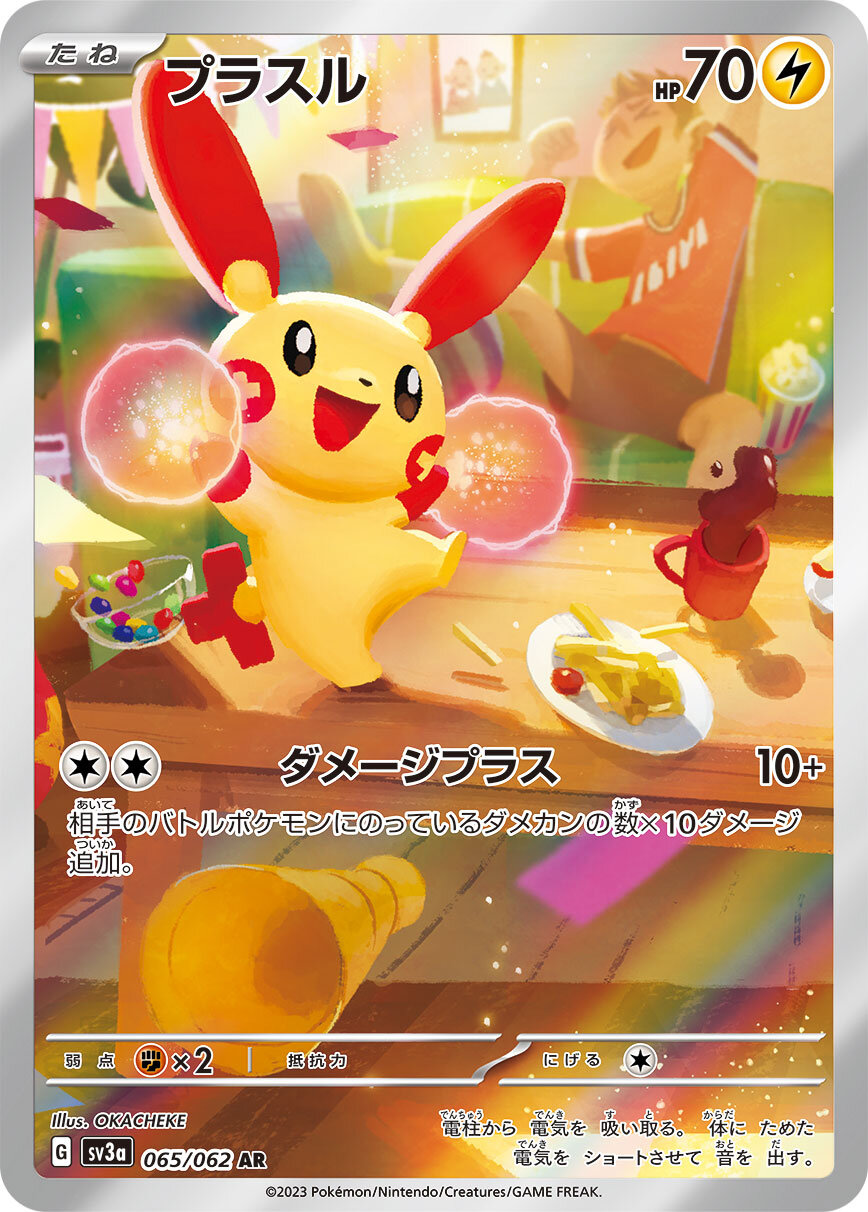 たね
プラスル
HP70
ダメージプラス 10+
相手のバトルポケモンにのっているダメカンの数×10ダメージ
追加。
弱点 ×2 抵抗力 にげる
Illus. OKACHEKE
電柱から 電気を 吸い取る。 体に ためた
電気を ショートさせて 音を 出す。
G sv3a 065/062 AR
©2023 Pokémon/Nintendo/Creatures/GAME FREAK.